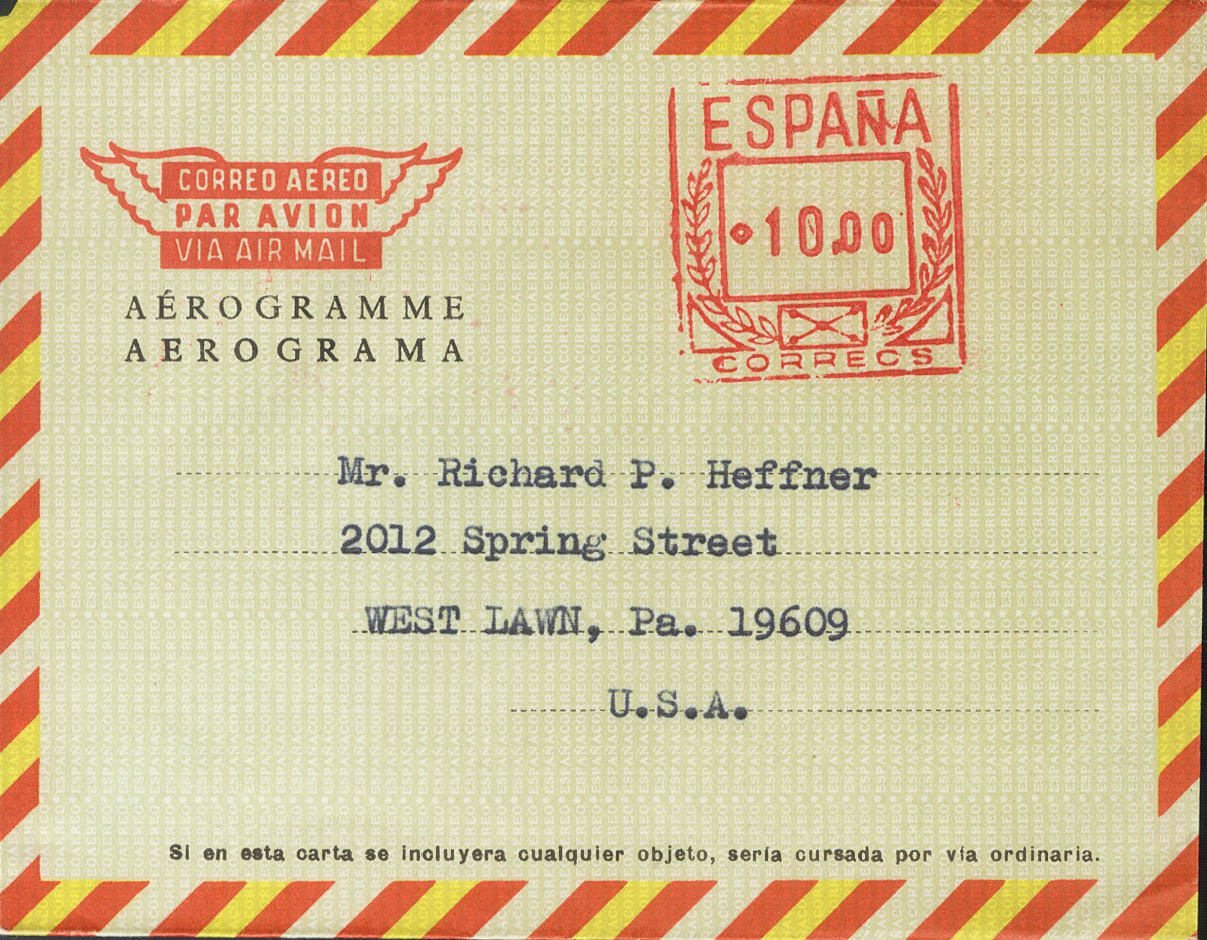 CORREO AEREO
PAR AVION
VIA AIR MAIL
AÉROGRAMME
AEROGRAMA
ESPAÑA
10.00
CORREOS
Mr. Richard P. Heffner
2012 Spring Street
WEST LAWN, Pa. 19609
U.S.A.
Si en esta carta se incluyera cualquier objeto, sería cursada por vía ordinaria.